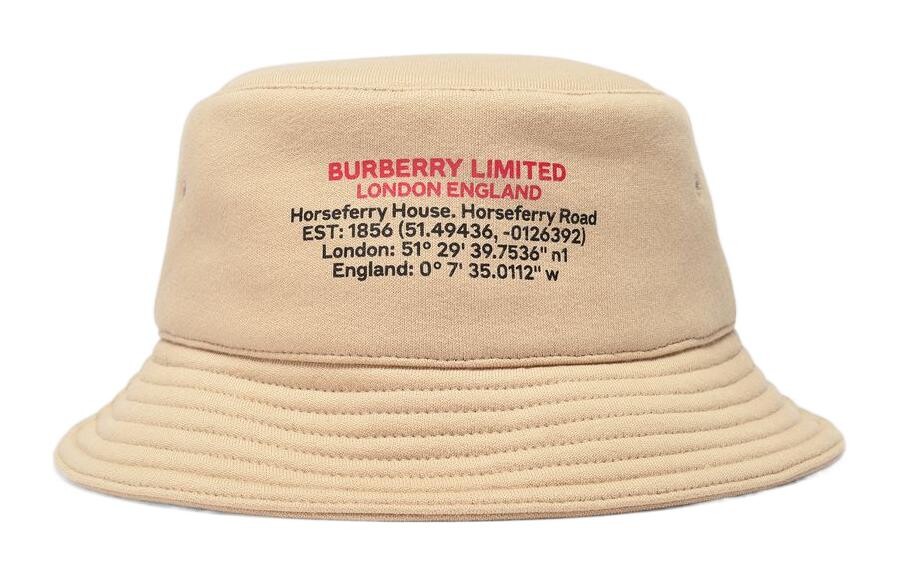 BURBERRY LIMITED
LONDON ENGLAND
Horseferry House. Horseferry Road
EST: 1856 (51.49436, -0126392)
London: 51° 29' 39.7536" n1
England: 0° 7' 35.0112" w